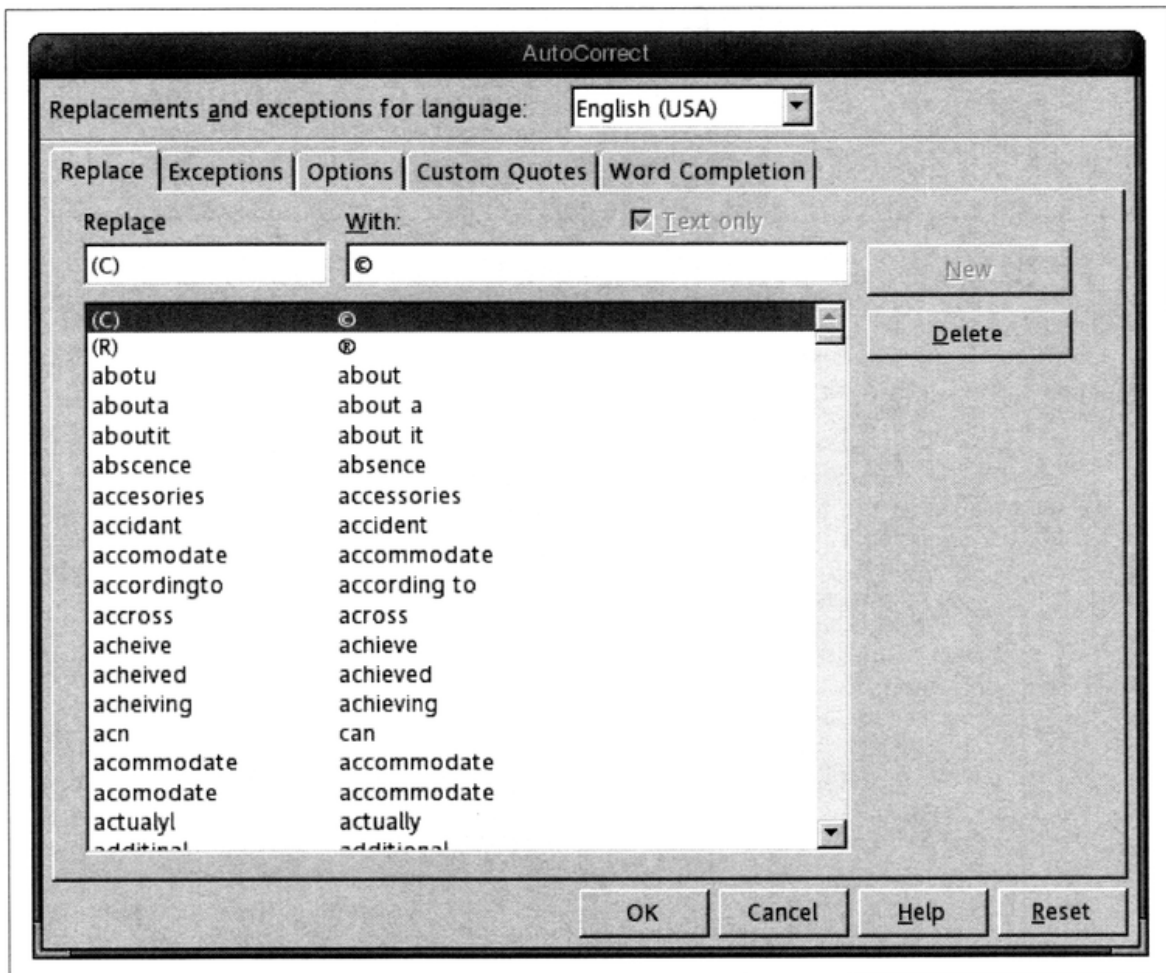 AutoCorrect
Replacements and exceptions for language: English (USA)
Replace Exceptions Options Custom Quotes Word Completion
Replace With: Text only
(C) © New
(C) © Delete
(R) ®
abotu about
abouta about a
aboutit about it
abscence absence
accesories accessories
accidant accident
accomodate accommodate
accordingto according to
accross across
acheive achieve
acheived achieved
acheiving achieving
acn can
acommodate accommodate
acomodate accommodate
actualyl actually
additinal additional
OK Cancel Help Reset